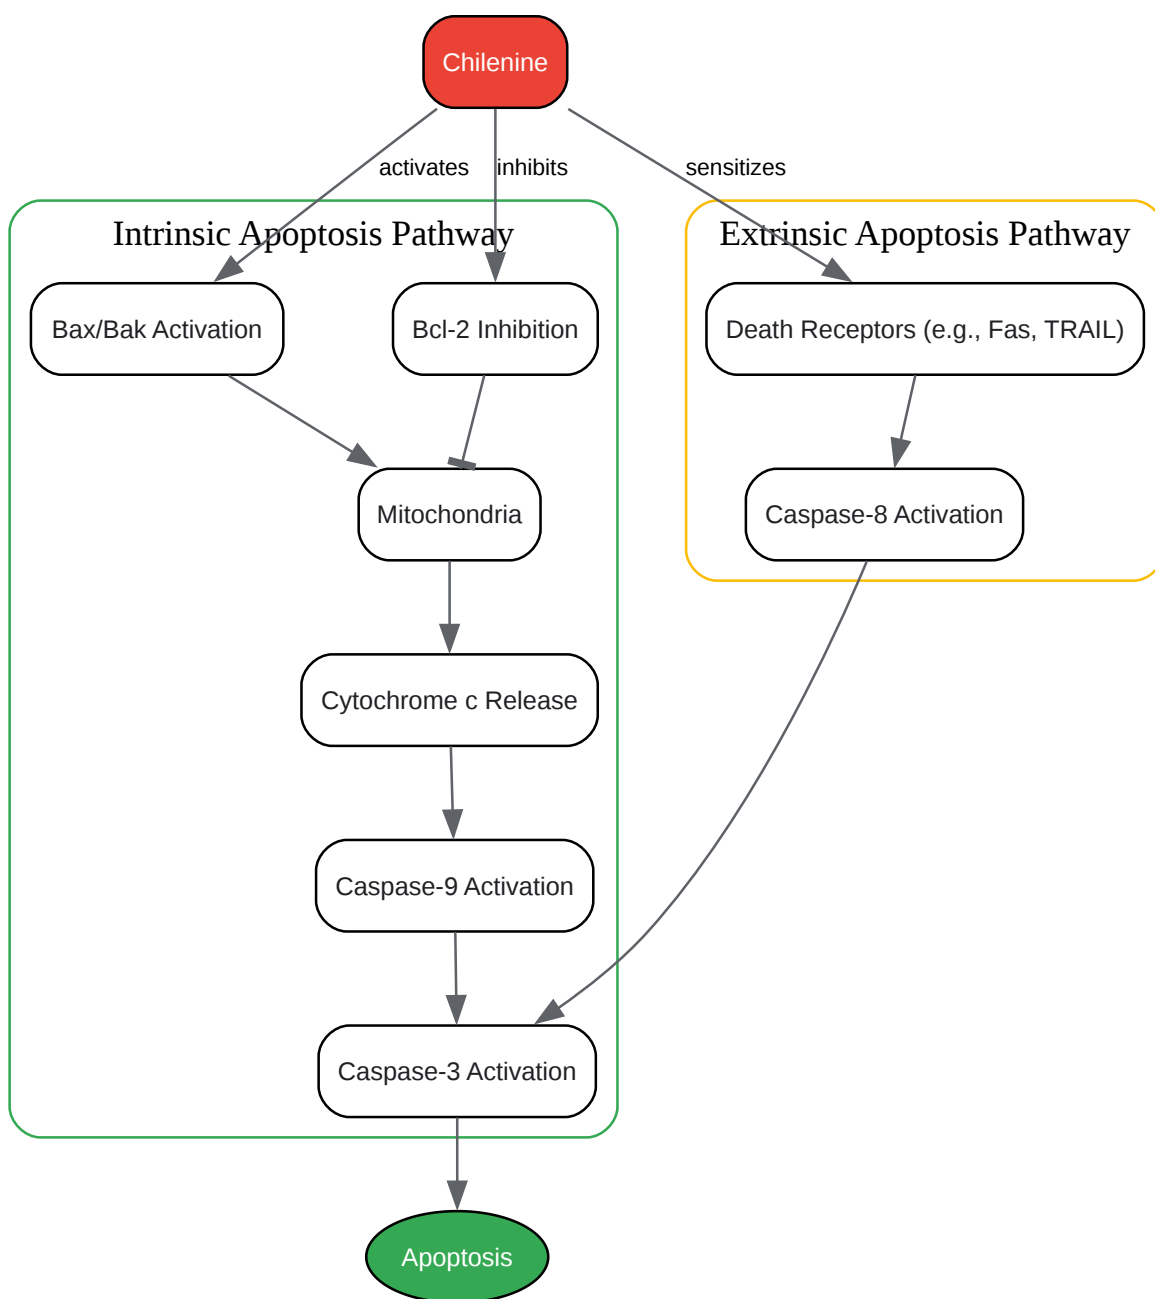 Chilenine
activates
inhibits
sensitizes
Intrinsic Apoptosis Pathway
Extrinsic Apoptosis Pathway
Bax/Bak Activation
Bcl-2 Inhibition
Death Receptors (e.g., Fas, TRAIL)
Mitochondria
Caspase-8 Activation
Cytochrome c Release
Caspase-9 Activation
Caspase-3 Activation
Apoptosis